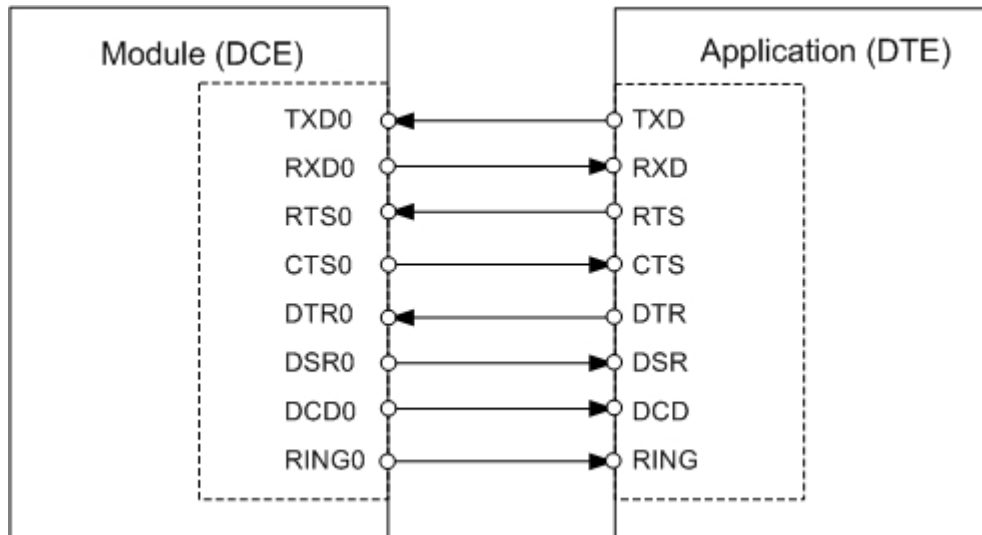 Module (DCE) Application (DTE)
TXD0 TXD
RXD0 RXD
RTS0 RTS
CTS0 CTS
DTR0 DTR
DSR0 DSR
DCD0 DCD
RING0 RING